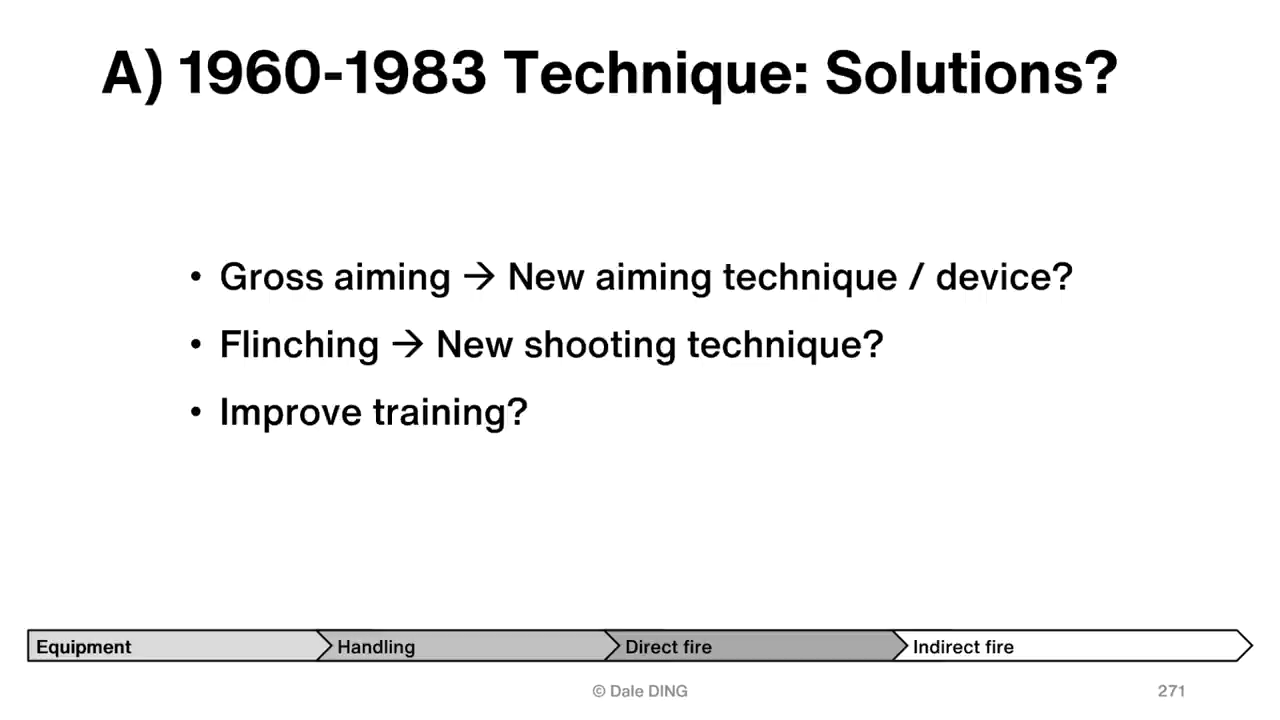 A) 1960-1983 Technique: Solutions?
• Gross aiming → New aiming technique / device?
• Flinching → New shooting technique?
• Improve training?
Equipment
Handling
Direct fire
Indirect fire
© Dale DING
271